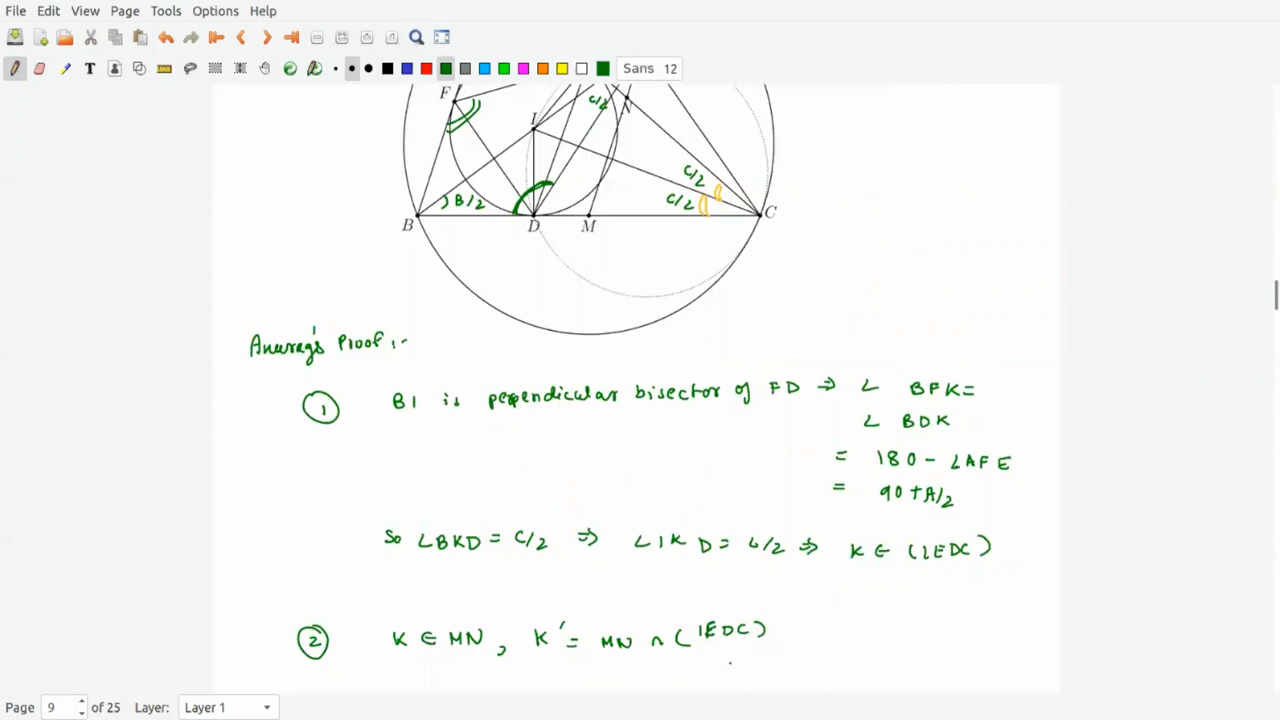 File Edit View Page Tools Options Help
Sans 12
F
I
N
c/2
c/2
c/2
B/2
B D M C
Anurag's Proof :-
1 BI is perpendicular bisector of FD ⇒ ∠ BFK =
∠ BDK
= 180 - ∠AFE
= 90 + A/2
So ∠BKD = C/2 ⇒ ∠IKD = C/2 ⇒ K ∈ (IEDC)
2 K ∈ MN, K' = MN ∩ (IEDC)
Page 9 of 25 Layer: Layer 1